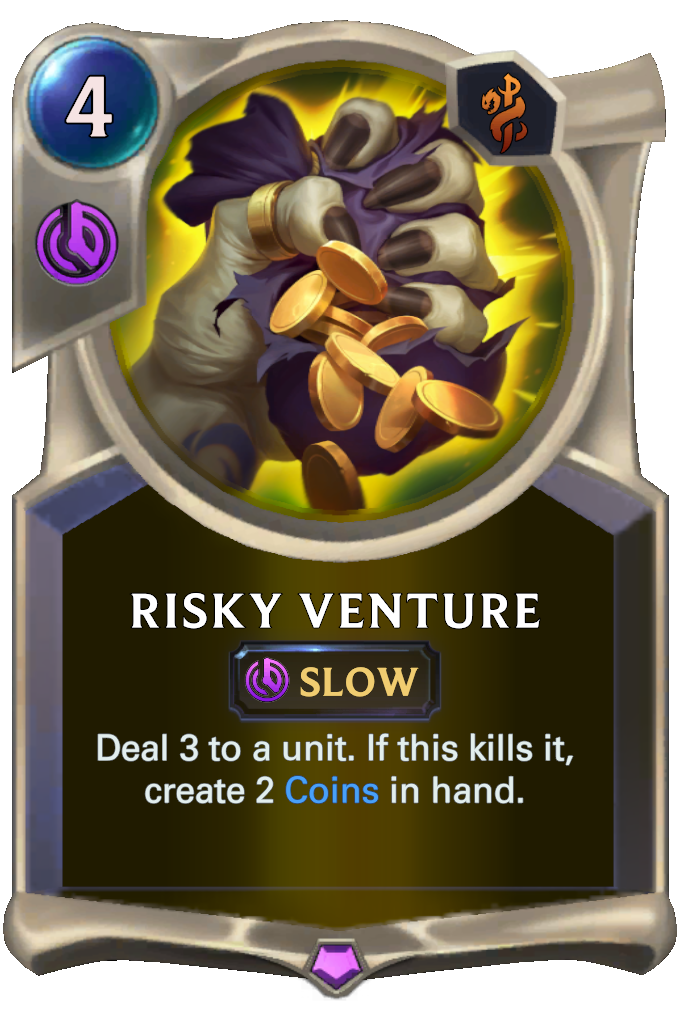 4
RISKY VENTURE
SLOW
Deal 3 to a unit. If this kills it,
create 2 Coins in hand.